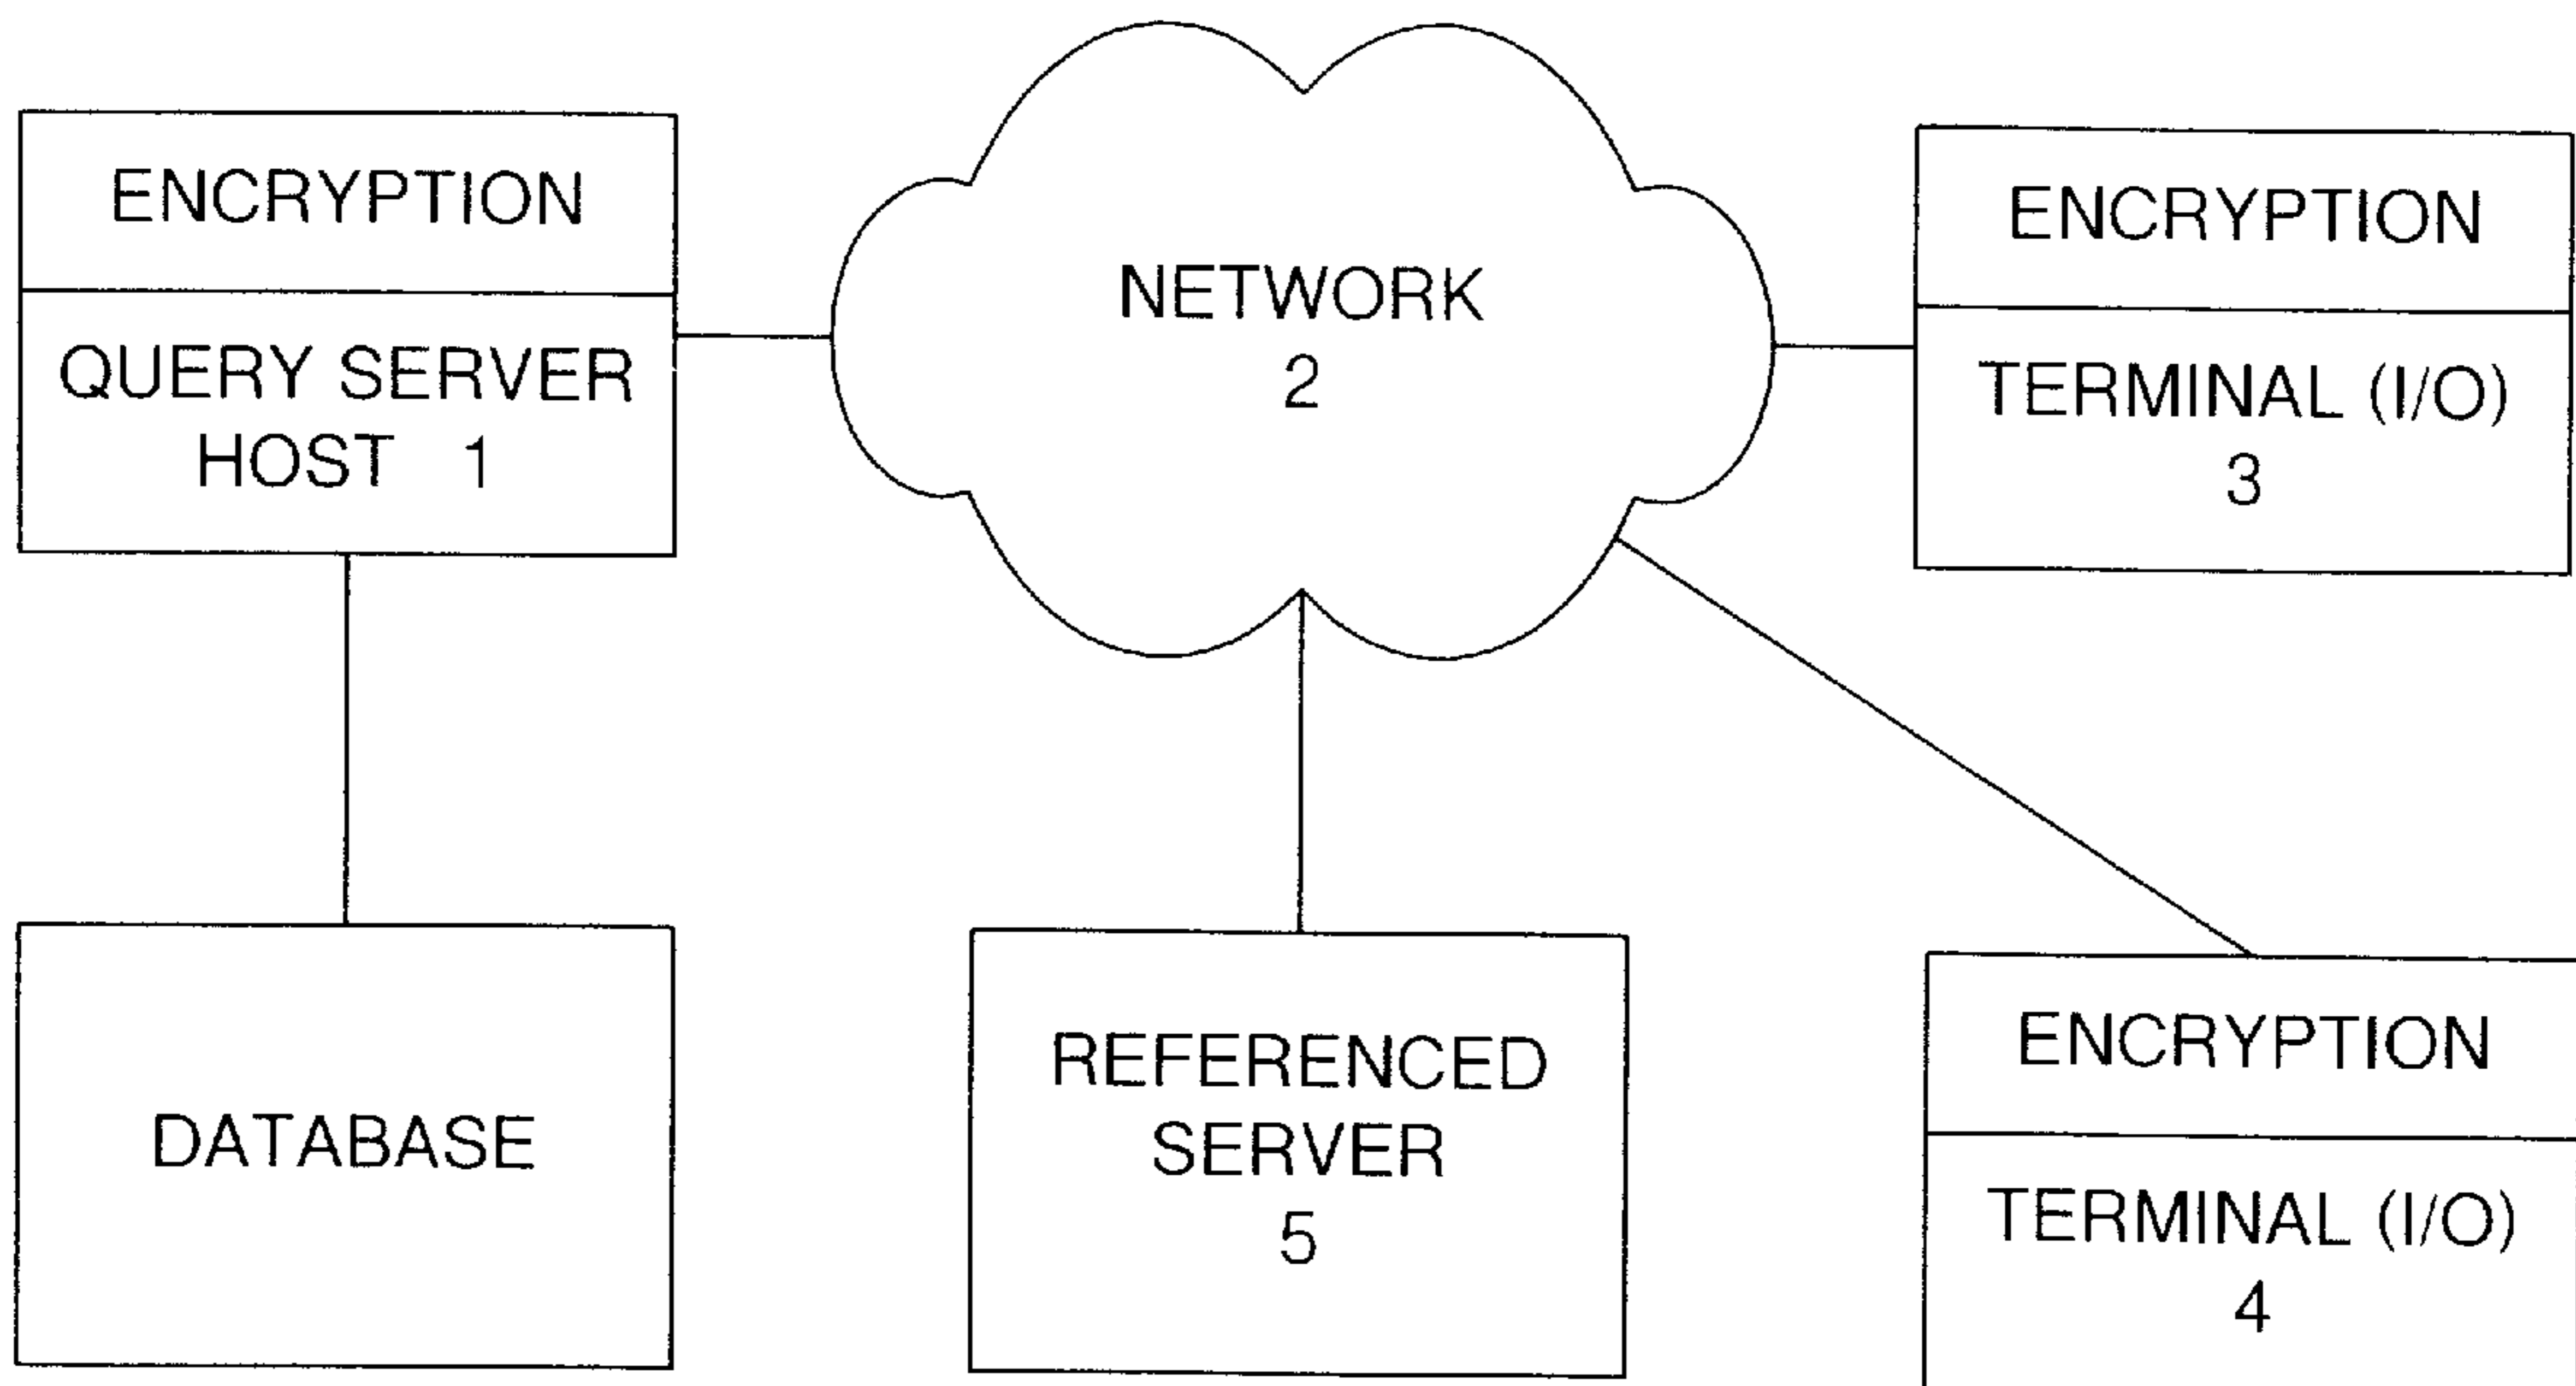 ENCRYPTION
QUERY SERVER
HOST 1
NETWORK
2
ENCRYPTION
TERMINAL (I/O)
3
DATABASE
REFERENCED
SERVER
5
ENCRYPTION
TERMINAL (I/O)
4